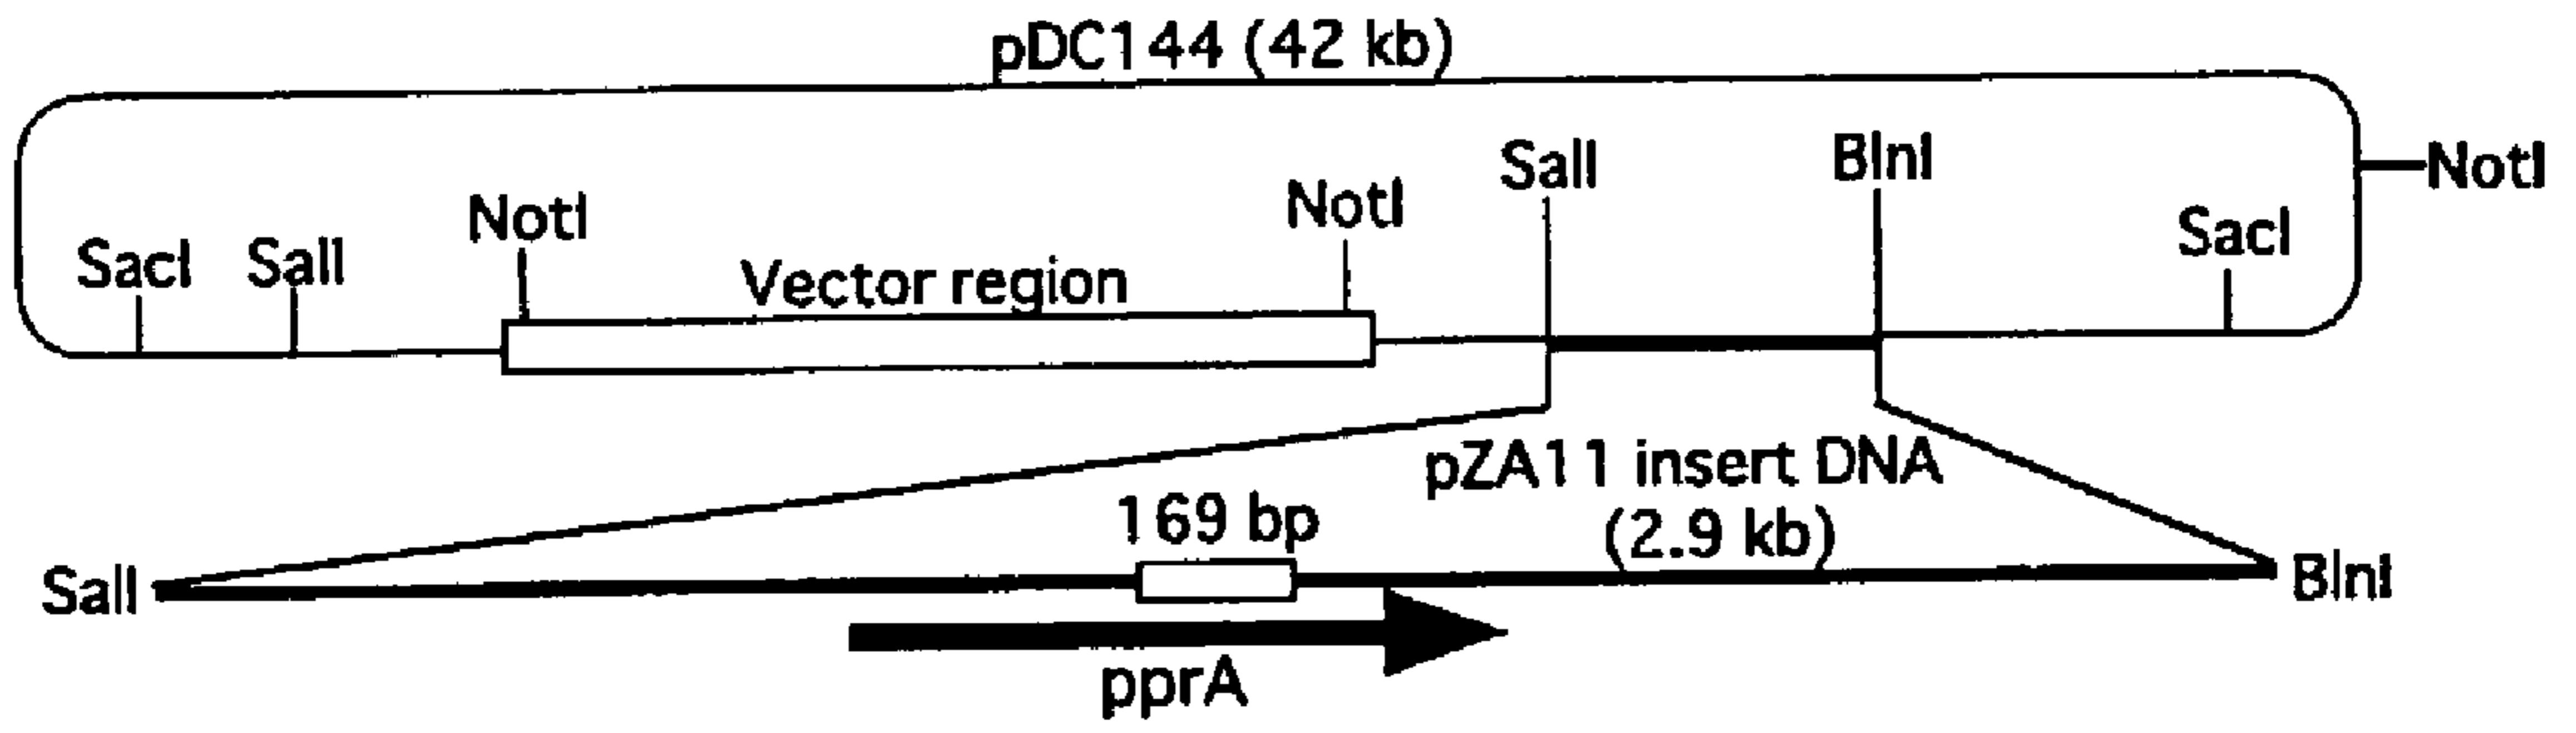 pDC144 (42 kb)
SacI
SalI
NotI
Vector region
NotI
SalI
BlnI
SacI
NotI
pZA11 insert DNA
(2.9 kb)
169 bp
SalI
BlnI
pprA